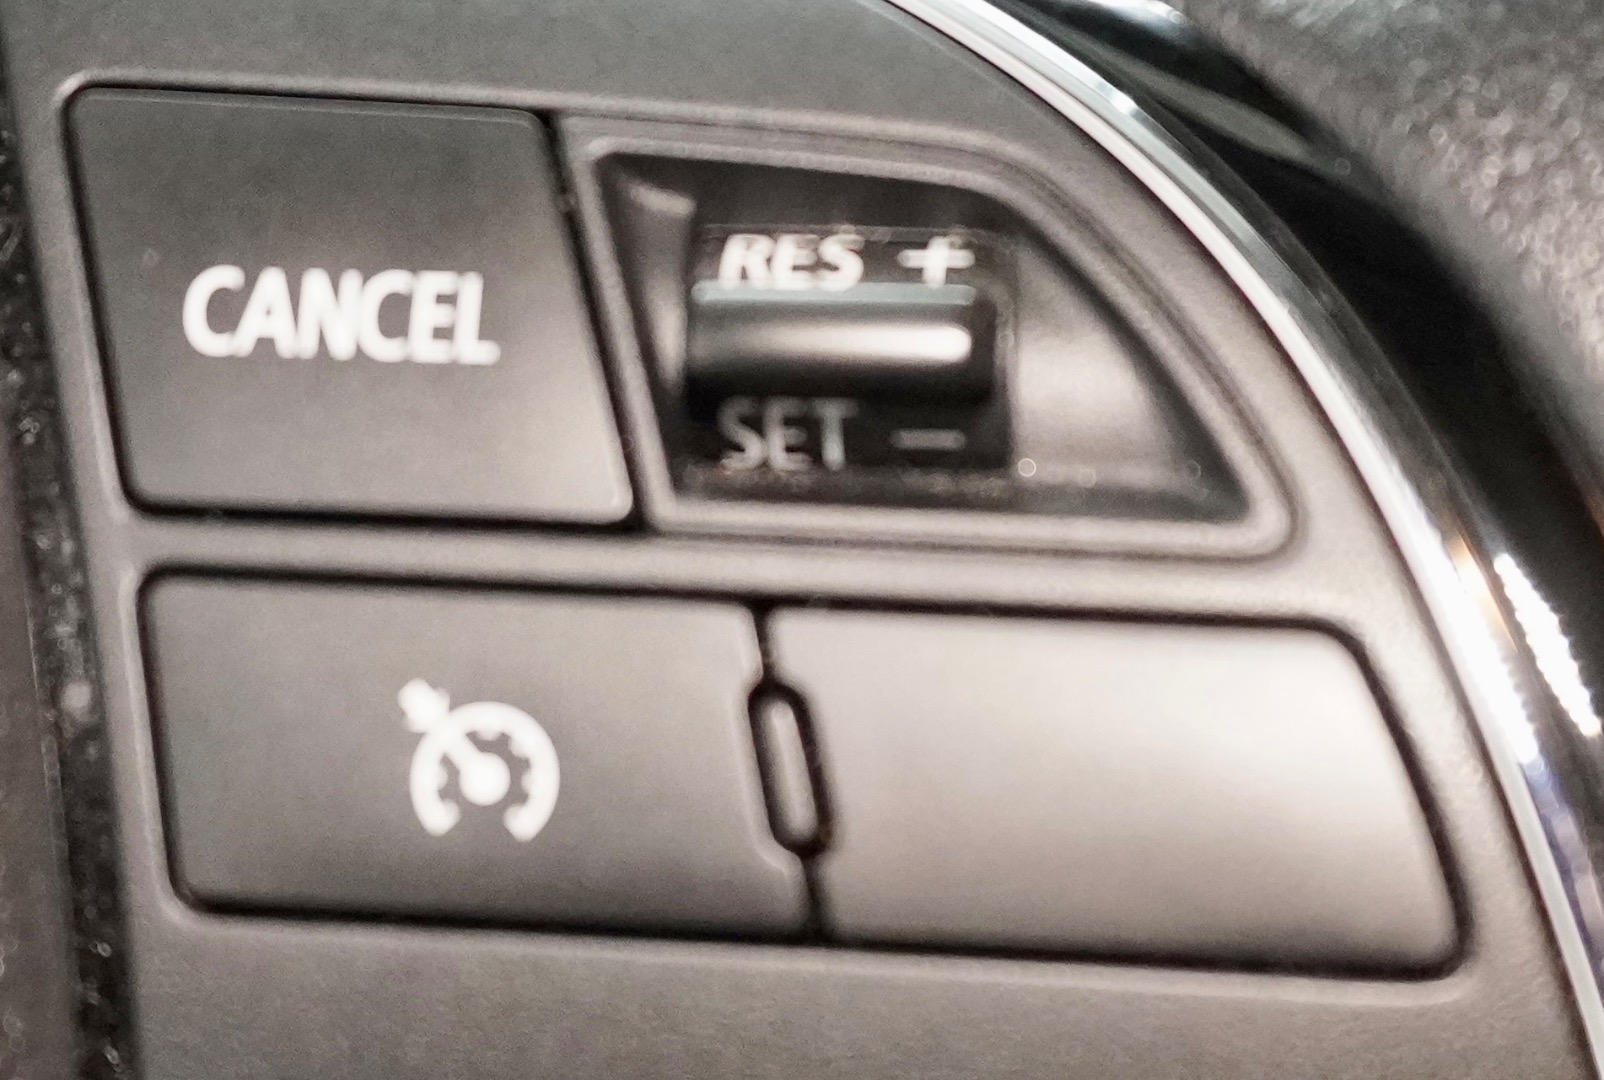 CANCEL
RES +
SET –